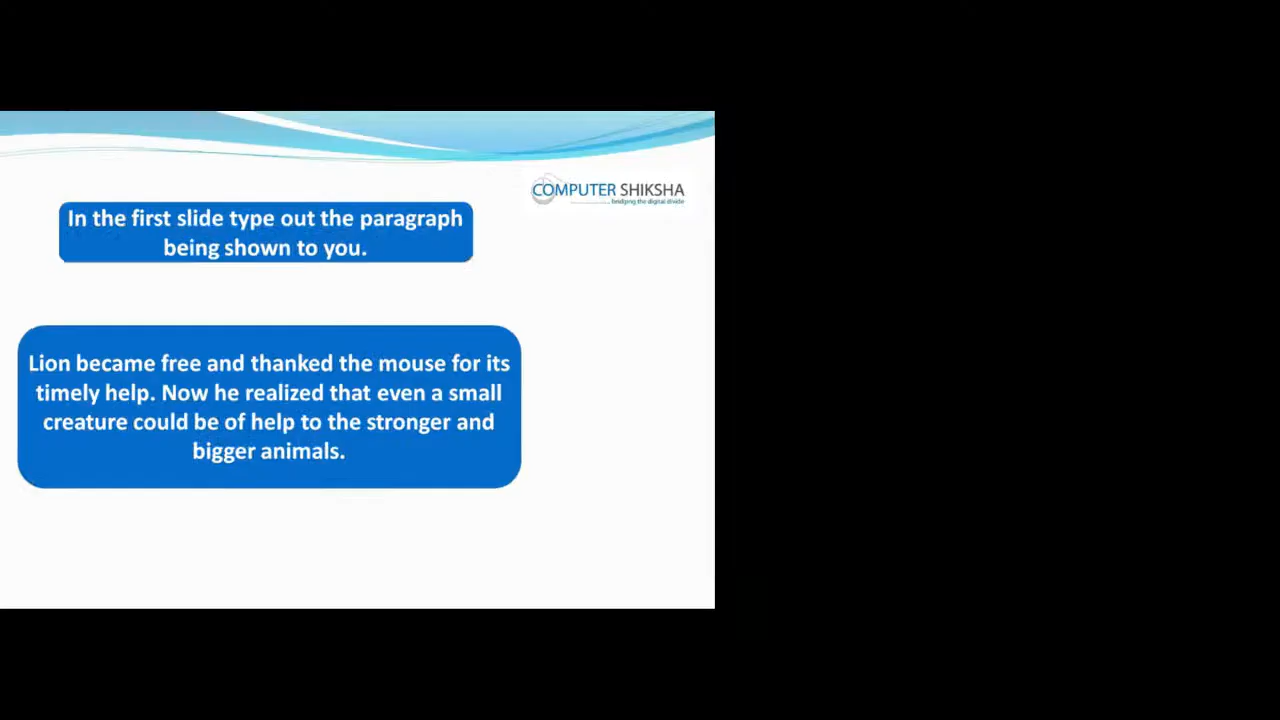 COMPUTER SHIKSHA
bridging the digital divide
In the first slide type out the paragraph
being shown to you.
Lion became free and thanked the mouse for its
timely help. Now he realized that even a small
creature could be of help to the stronger and
bigger animals.